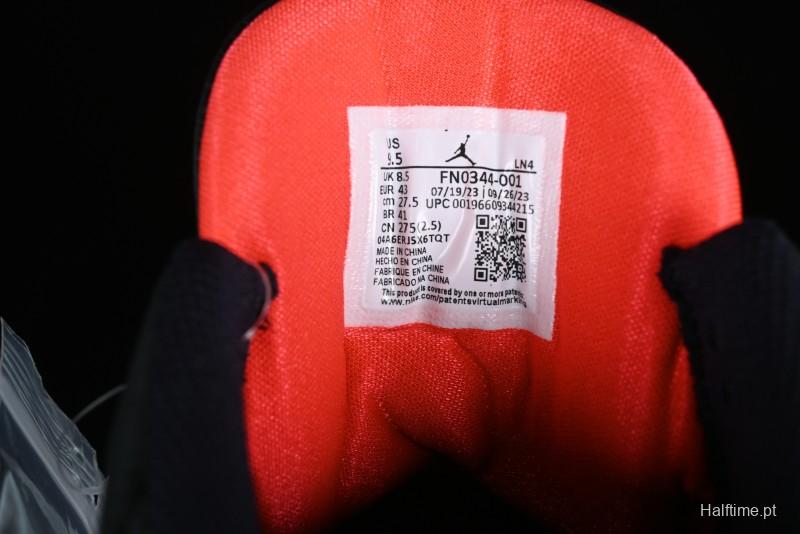 US
9.5
LN4
UK 8.5
FN0344-001
EUR 43
07/19/23 | 09/26/23
cm 27.5
UPC 00196609344215
BR 41
CN 275(2.5)
04A6ERJSX6TQT
MADE IN CHINA
HECHO EN CHINA
FABRIQUE EN CHINE
FABRICADO NA CHINA
This product is covered by one or more patents.
www.nike.com/patentsvirtualmarking
Halftime.pt